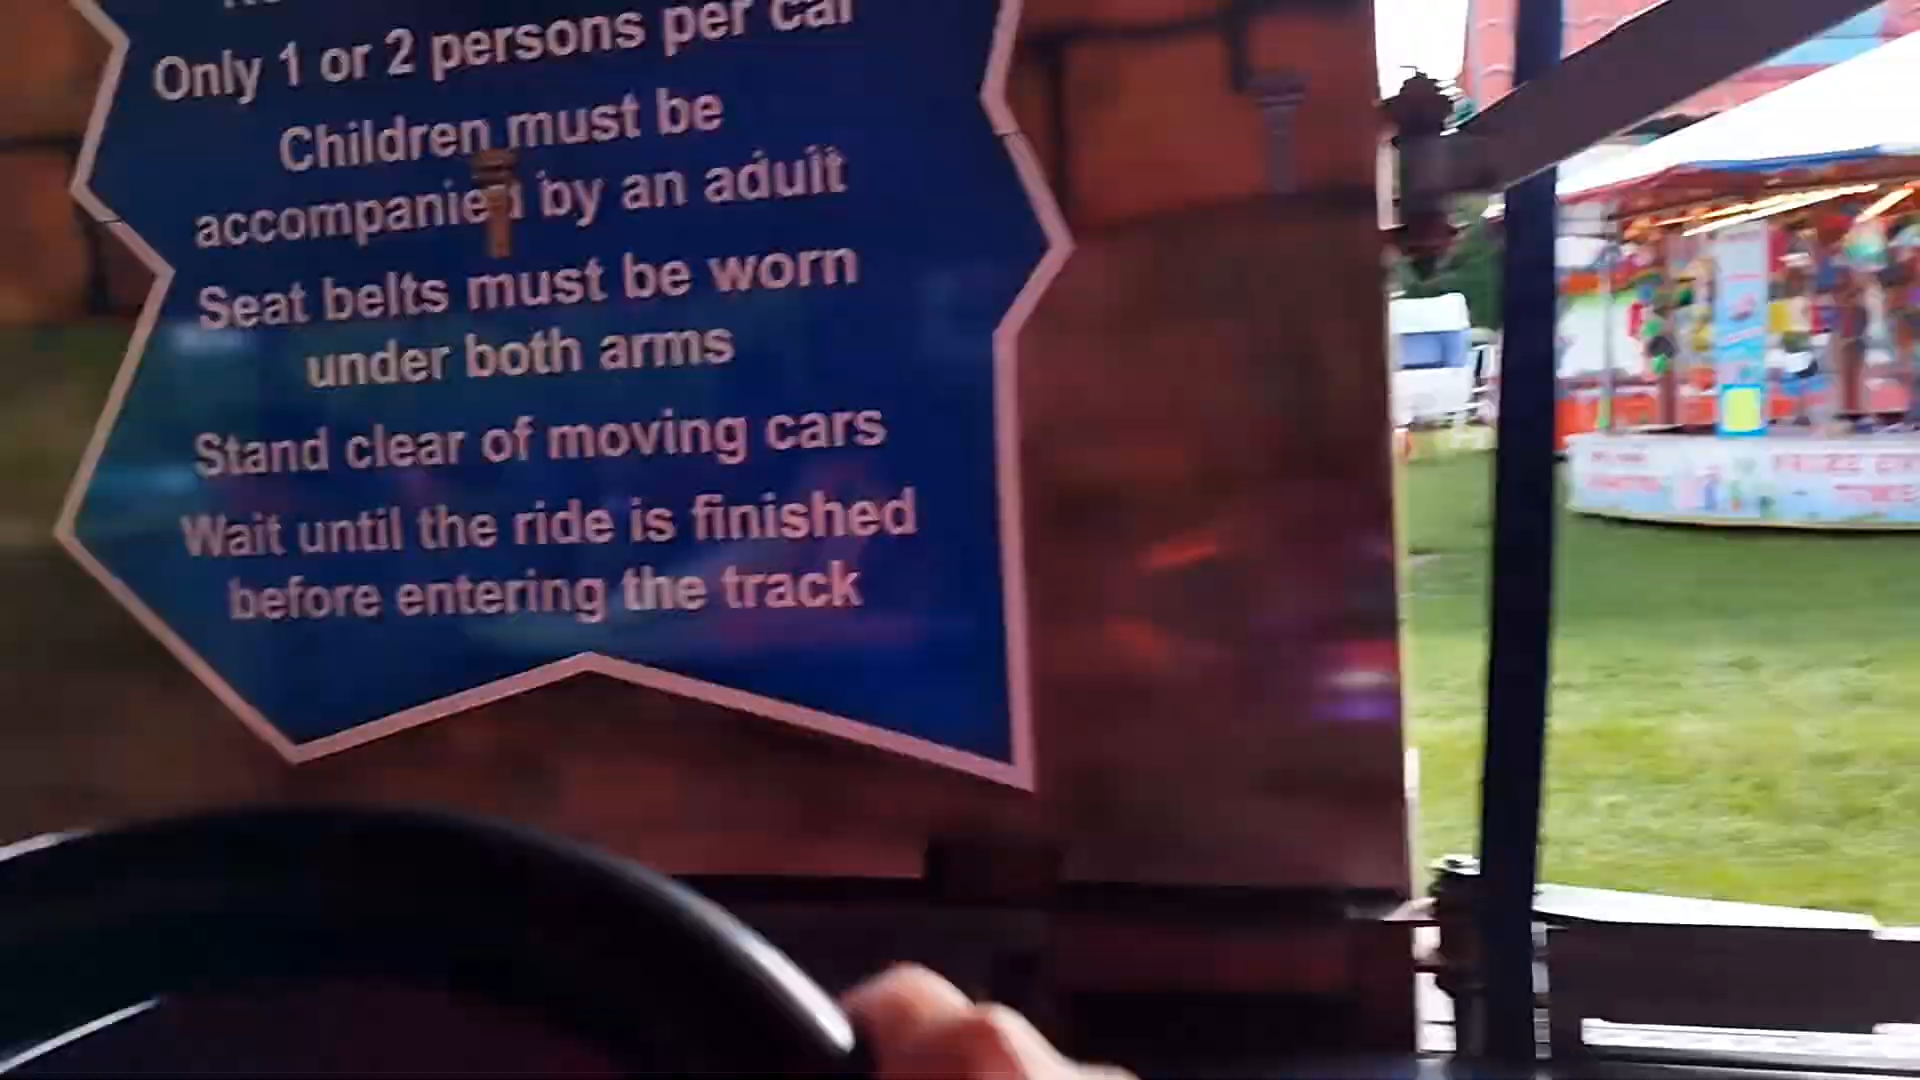 Only 1 or 2 persons per car
Children must be
accompanied by an adult
Seat belts must be worn
under both arms
Stand clear of moving cars
Wait until the ride is finished
before entering the track